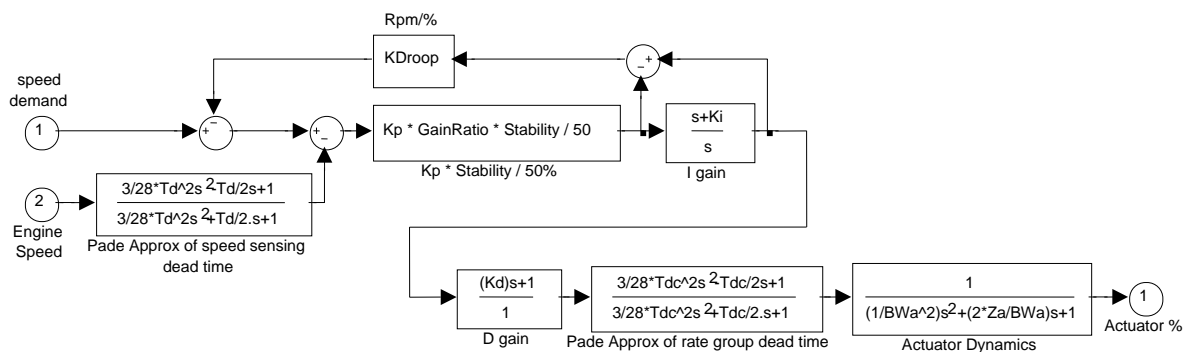 Rpm/%
KDroop
speed
demand
1
Kp * GainRatio * Stability / 50
Kp * Stability / 50%
s+Ki
s
I gain
2
Engine
Speed
3/28*Td^2s 2-Td/2s+1
3/28*Td^2s 2+Td/2.s+1
Pade Approx of speed sensing
dead time
(Kd)s+1
1
D gain
3/28*Tdc^2s 2-Tdc/2s+1
3/28*Tdc^2s 2+Tdc/2.s+1
Pade Approx of rate group dead time
1
(1/BWa^2)s2+(2*Za/BWa)s+1
Actuator Dynamics
1
Actuator %